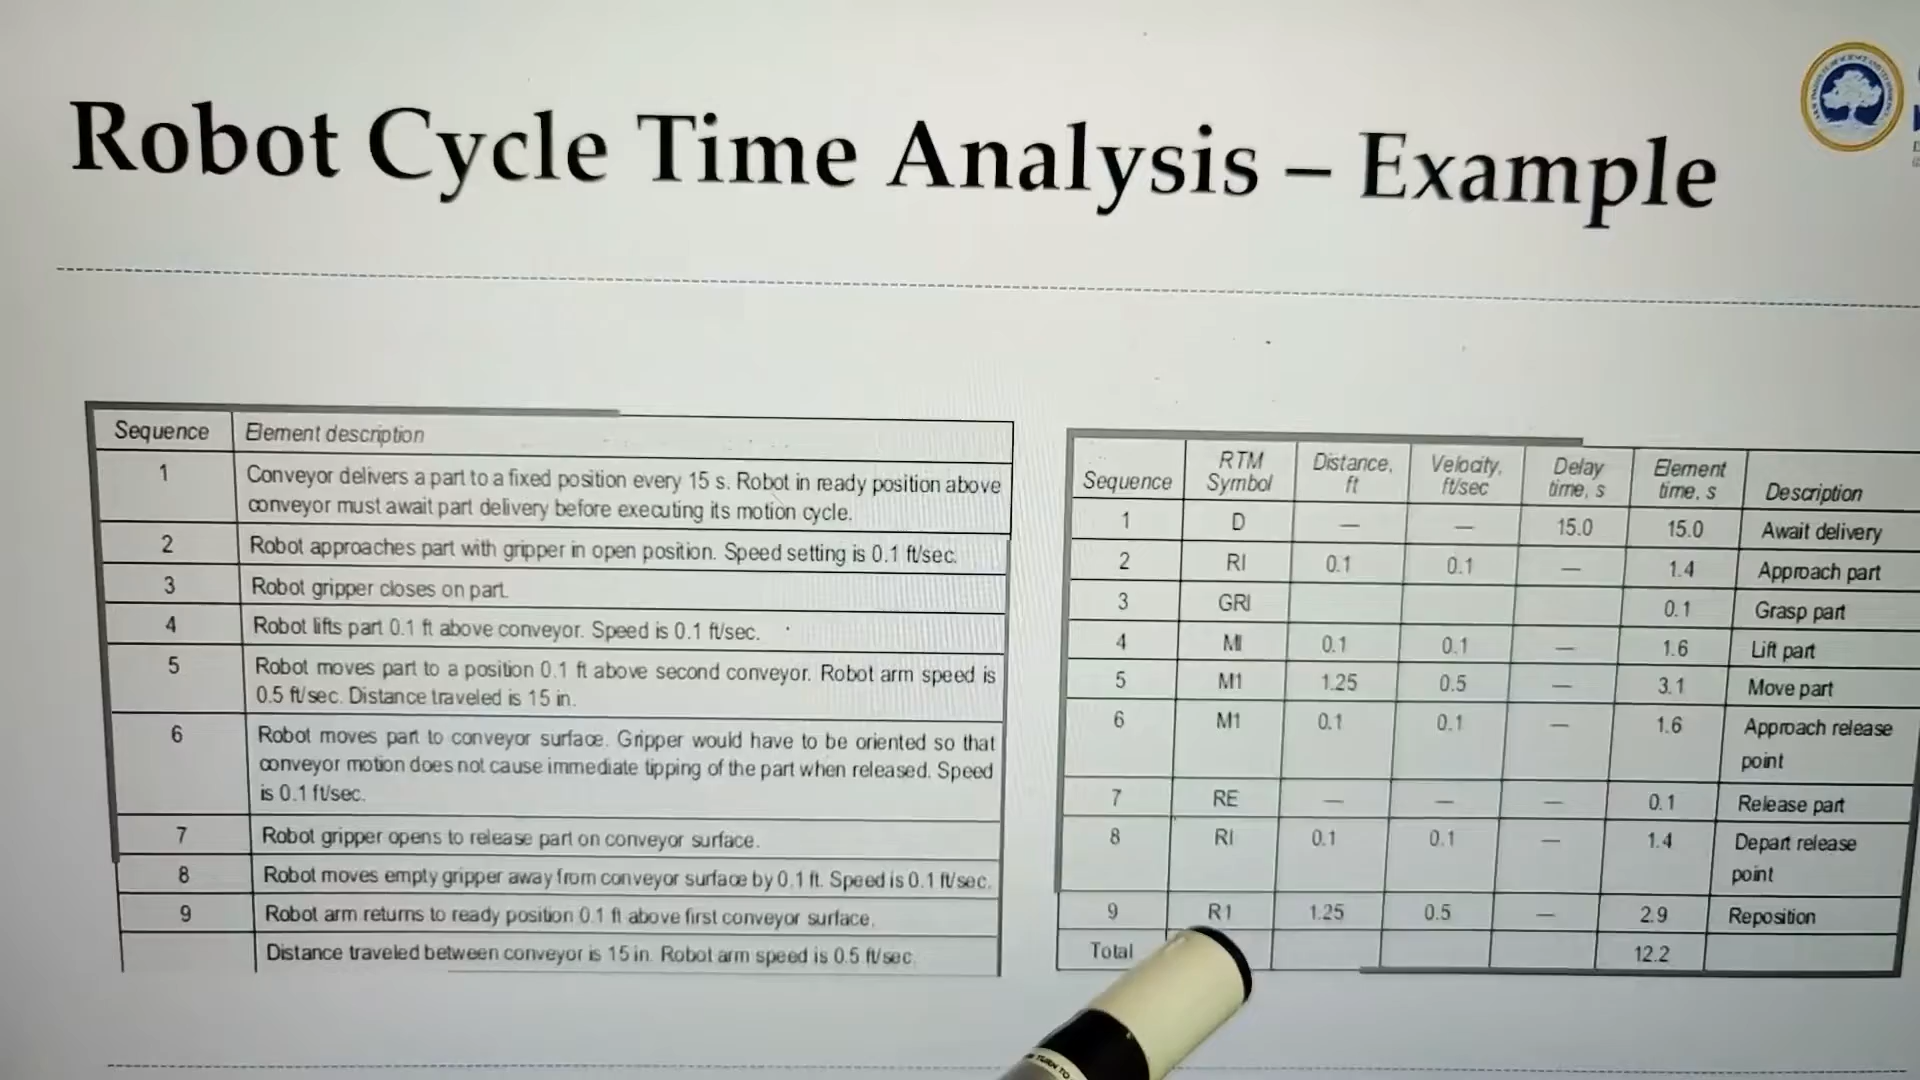 Robot Cycle Time Analysis – Example
Sequence Element description
1 Conveyor delivers a part to a fixed position every 15 s. Robot in ready position above
conveyor must await part delivery before executing its motion cycle.
2 Robot approaches part with gripper in open position. Speed setting is 0.1 ft/sec.
3 Robot gripper closes on part.
4 Robot lifts part 0.1 ft above conveyor. Speed is 0.1 ft/sec.
5 Robot moves part to a position 0.1 ft above second conveyor. Robot arm speed is
0.5 ft/sec. Distance traveled is 15 in.
6 Robot moves part to conveyor surface. Gripper would have to be oriented so that
conveyor motion does not cause immediate tipping of the part when released. Speed
is 0.1 ft/sec.
7 Robot gripper opens to release part on conveyor surface.
8 Robot moves empty gripper away from conveyor surface by 0.1 ft. Speed is 0.1 ft/sec.
9 Robot arm returns to ready position 0.1 ft above first conveyor surface.
Distance traveled between conveyor is 15 in. Robot arm speed is 0.5 ft/sec.
Sequence RTM Symbol Distance, ft Velocity, ft/sec Delay time, s Element time, s Description
1 D — — 15.0 15.0 Await delivery
2 RI 0.1 0.1 — 1.4 Approach part
3 GRI 0.1 Grasp part
4 MI 0.1 0.1 — 1.6 Lift part
5 M1 1.25 0.5 — 3.1 Move part
6 M1 0.1 0.1 — 1.6 Approach release
point
7 RE — — — 0.1 Release part
8 RI 0.1 0.1 — 1.4 Depart release
point
9 R1 1.25 0.5 — 2.9 Reposition
Total 12.2
TURN TO